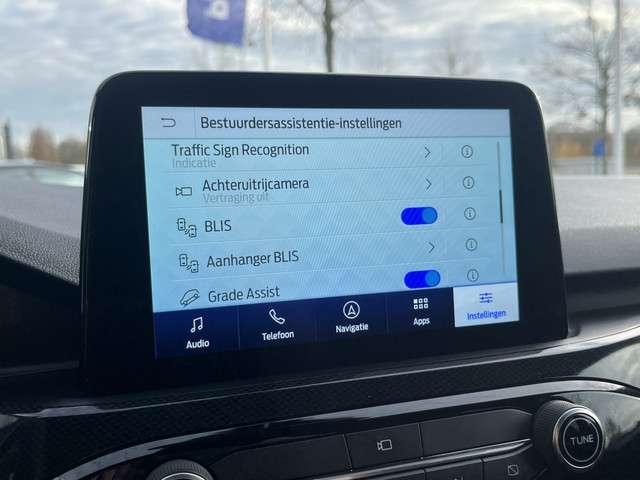 Bestuurdersassistentie-instellingen
Traffic Sign Recognition
Indicatie
Achteruitrijcamera
Vertraging uit
BLIS
Aanhanger BLIS
Grade Assist
Audio
Telefoon
Navigatie
Apps
Instellingen
TUNE